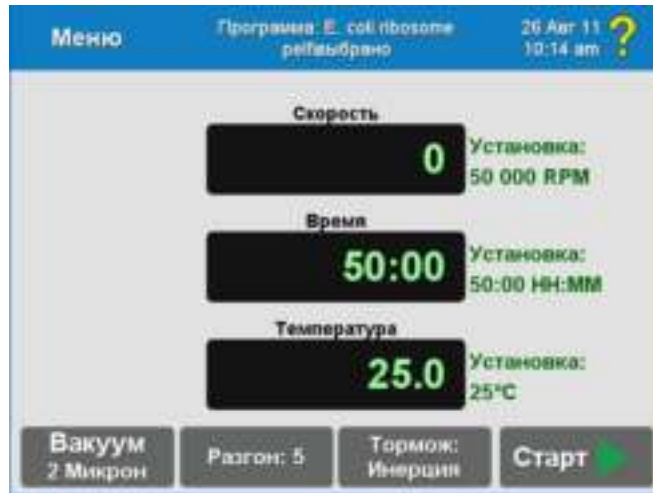 Меню
Программа: E. coli ribosome
выбрано
26 Авг 11
10:14 am
?
Скорость
0
Установка:
50 000 RPM
Время
50:00
Установка:
50:00 HH:MM
Температура
25.0
Установка:
25°C
Вакуум
2 Микрон
Разгон: 5
Тормож:
Инерция
Старт